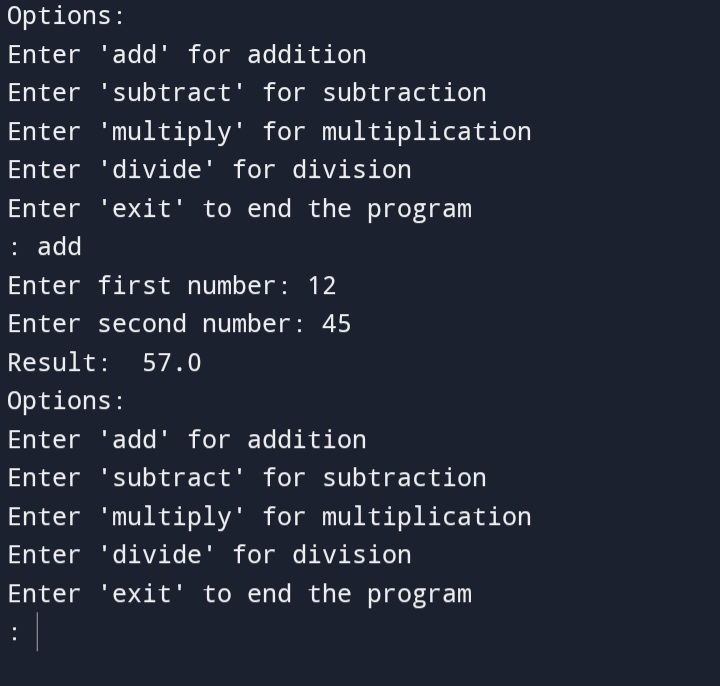 Options:
Enter 'add' for addition
Enter 'subtract' for subtraction
Enter 'multiply' for multiplication
Enter 'divide' for division
Enter 'exit' to end the program
: add
Enter first number: 12
Enter second number: 45
Result:  57.0
Options:
Enter 'add' for addition
Enter 'subtract' for subtraction
Enter 'multiply' for multiplication
Enter 'divide' for division
Enter 'exit' to end the program
: